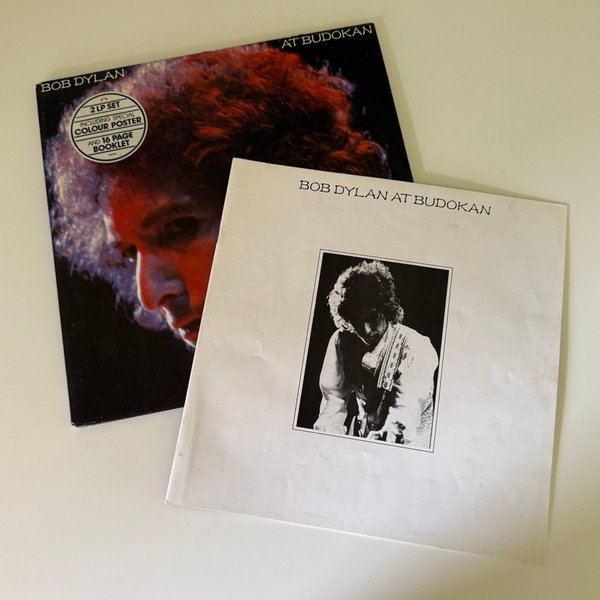 BOB DYLAN
AT BUDOKAN
2 LP SET
INCLUDING SPECIAL
COLOUR POSTER
AND 16 PAGE
BOOKLET
BOB DYLAN AT BUDOKAN